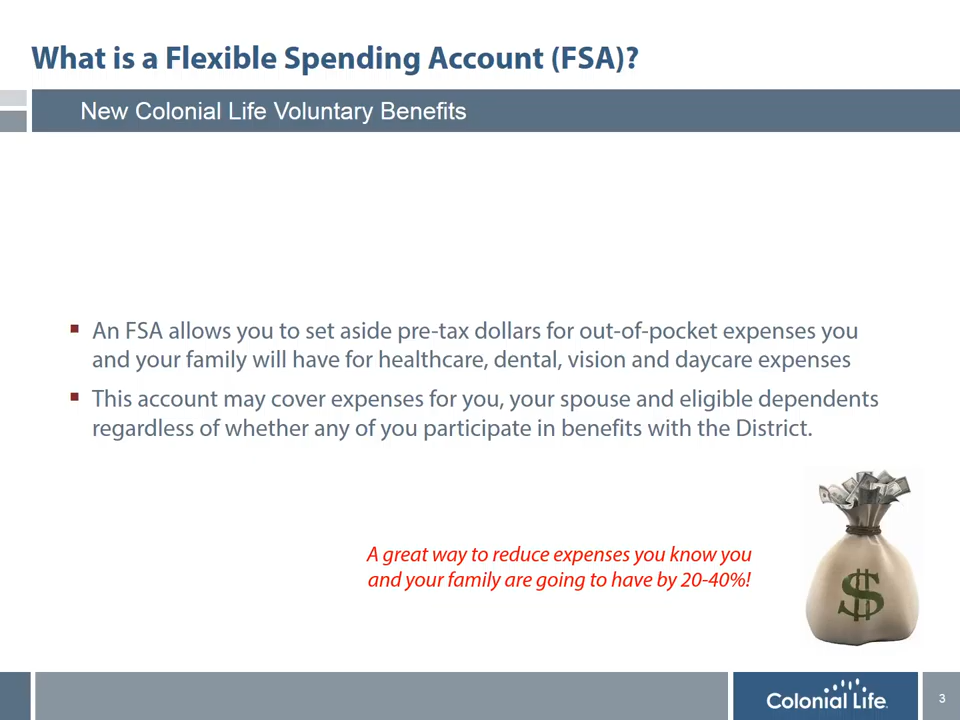 What is a Flexible Spending Account (FSA)?
New Colonial Life Voluntary Benefits
▪ An FSA allows you to set aside pre-tax dollars for out-of-pocket expenses you
and your family will have for healthcare, dental, vision and daycare expenses
▪ This account may cover expenses for you, your spouse and eligible dependents
regardless of whether any of you participate in benefits with the District.
A great way to reduce expenses you know you
and your family are going to have by 20-40%!
$
Colonial Life.
3